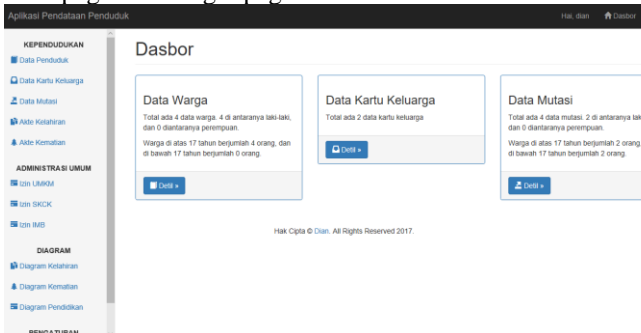 Aplikasi Pendataan Penduduk
Hai, dian
Dasbor
KEPENDUDUKAN
Data Penduduk
Data Kartu Keluarga
Data Mutasi
Akte Kelahiran
Akte Kematian
ADMINISTRASI UMUM
Izin UMKM
Izin SKCK
Izin IMB
DIAGRAM
Diagram Kelahiran
Diagram Kematian
Diagram Pendidikan
PENGATURAN
Dasbor
Data Warga
Total ada 4 data warga. 4 di antaranya laki-laki,
dan 0 diantaranya perempuan.
Warga di atas 17 tahun berjumlah 4 orang, dan
di bawah 17 tahun berjumlah 0 orang.
Detil »
Data Kartu Keluarga
Total ada 2 data kartu keluarga
Detil »
Data Mutasi
Total ada 4 data mutasi. 2 di antaranya lak
dan 0 diantaranya perempuan.
Warga di atas 17 tahun berjumlah 2 orang,
di bawah 17 tahun berjumlah 2 orang.
Detil »
Hak Cipta © Dian. All Rights Reserved 2017.